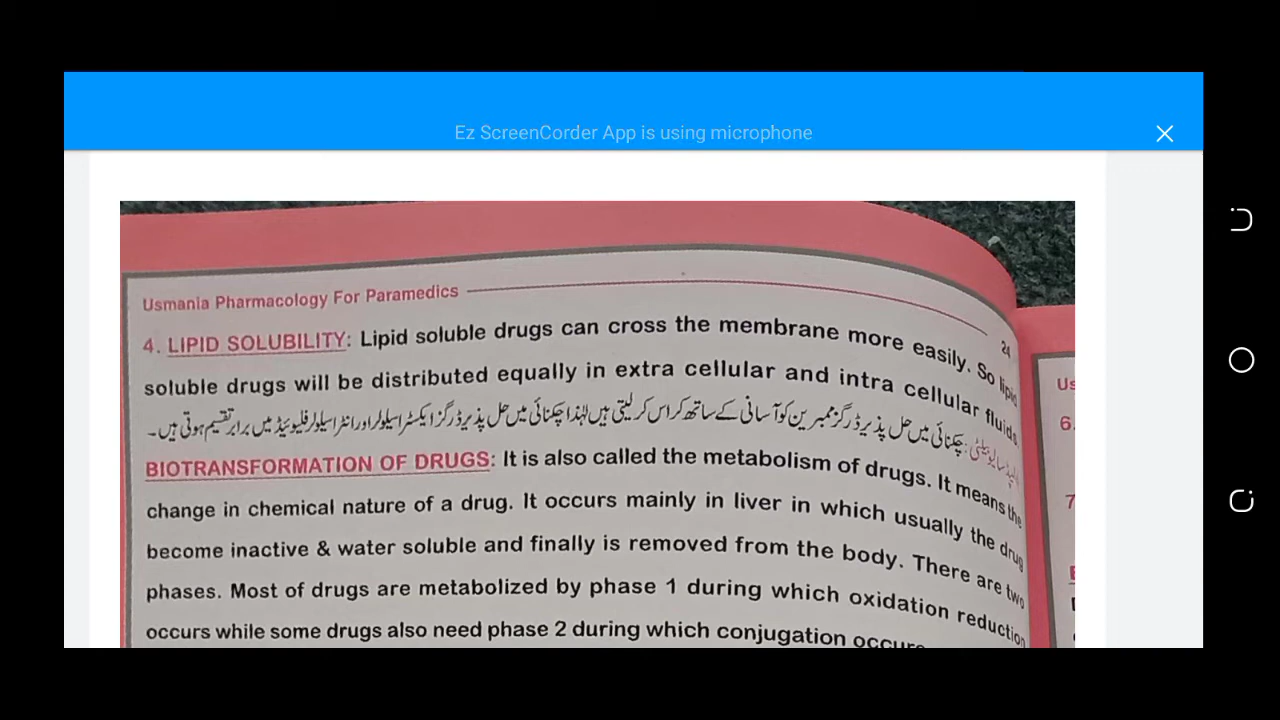 Ez ScreenCorder App is using microphone
Usmania Pharmacology For Paramedics
24
4. LIPID SOLUBILITY: Lipid soluble drugs can cross the membrane more easily. So lipid
soluble drugs will be distributed equally in extra cellular and intra cellular fluids
لپڈ سالیوبیلٹی: چکنائی میں حل پذیر ڈرگز ممبرین کو آسانی کے ساتھ کراس کر لیتی ہیں لہٰذا چکنائی میں حل پذیر ڈرگز ایکسٹرا سیلولر اور انٹرا سیلولر فلیوئیڈ میں برابر تقسیم ہوتی ہیں۔
BIOTRANSFORMATION OF DRUGS: It is also called the metabolism of drugs. It means the
change in chemical nature of a drug. It occurs mainly in liver in which usually the drug
become inactive & water soluble and finally is removed from the body. There are two
phases. Most of drugs are metabolized by phase 1 during which oxidation reduction
occurs while some drugs also need phase 2 during which conjugation occurs
Us
6.
7